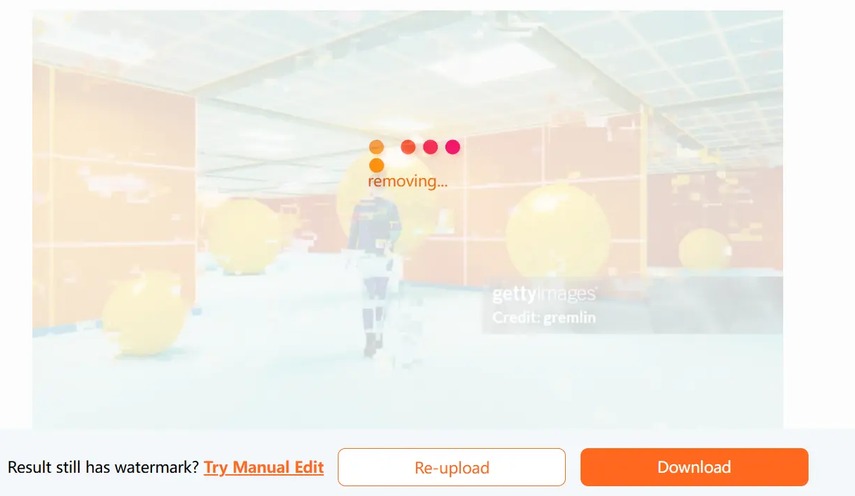 removing...
gettyimages®
Credit: gremlin
Result still has watermark? Try Manual Edit
Re-upload
Download